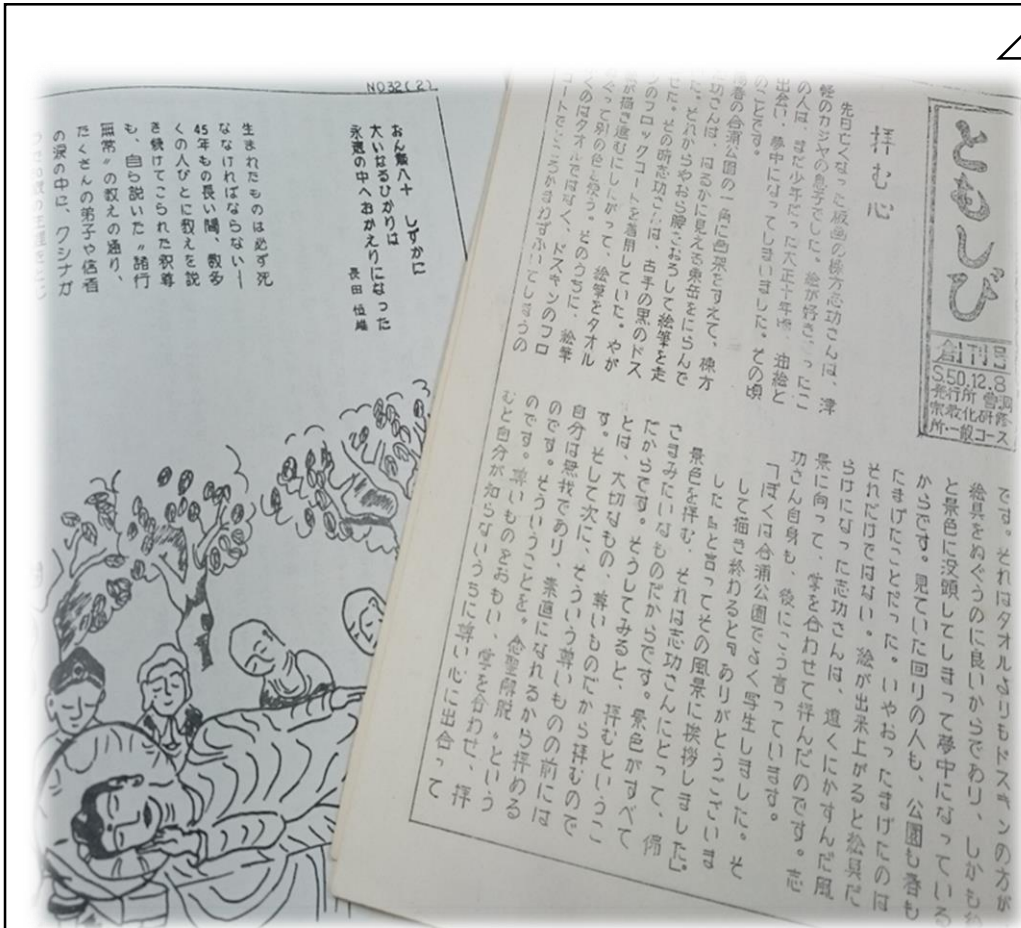 ともしび
創刊号
S.50.12.8
発行所 曹洞
宗教化研修
所・一般コース
拝む心
先日亡くなった版画の棟方志功さんは、津
軽のカジヤの息子でした。絵が好き、ったこ
の人は、まだ少年だった大正十年頃、油絵と
出会い、夢中になってしまいました。その頃
のことです。
青森の合浦公園の一角に画架をすえて、棟方
志功さんは、はるかに見える東岳をにらんで
た。それからやおら腰をおろして絵筆を走
せた。その時志功さんは、古手の黒のドス
のフロックコートを着用していた。やが
が描き進むにしたがって、絵筆をタオル
ぐって別の色を使う。そのうちに、絵筆
くのはタオルではなく、ドスキンのフロ
コートでところかまわずふいてしまうの
です。それはタオルよりもドスキンの方が
絵具をぬぐうのに良いからであり、しかも
と景色に没頭してしまって夢中になっている
からです。見ていた回りの人も、公園も春も
たまげたことだった。いやおったまげたのは
それだけではない。絵が出来上がると絵具だ
らけになった志功さんは、遠くにかすんだ風
景に向って、掌を合わせて拝んだのです。志
功さん自身も、後にこう言っています。
「ぼくは合浦公園でよく写生しました。そ
して描き終わると『ありがとうございま
した』と言ってその風景に挨拶しました。」
景色を拝む、それは志功さんにとって、佛
さまみたいなものだからです。景色がすべて
だからです。そうしてみると、拝むというこ
とは、大切なもの、尊いものだから拝むので
す。そして次に、そういう尊いものの前には
自分は無我であり、素直になれるから拝める
のです。そういうことを〝念聖解脱〟という
のです。尊いものをおもい、掌を合わせ、拝
むと自分が知らないうちに尊い心に出合って
NO32(2)
おん齢八十 しずかに
大いなるひかりは
永遠の中へおかえりになった
長田 恒雄
生まれたものは必ず死
ななければならない―
45年もの長い間、数多
くの人びとに教えを説
き続けてこられた釈尊
も、自ら説いた〝諸行
無常〟の教えの通り、
たくさんの弟子や信者
の涙の中に、クシナガ